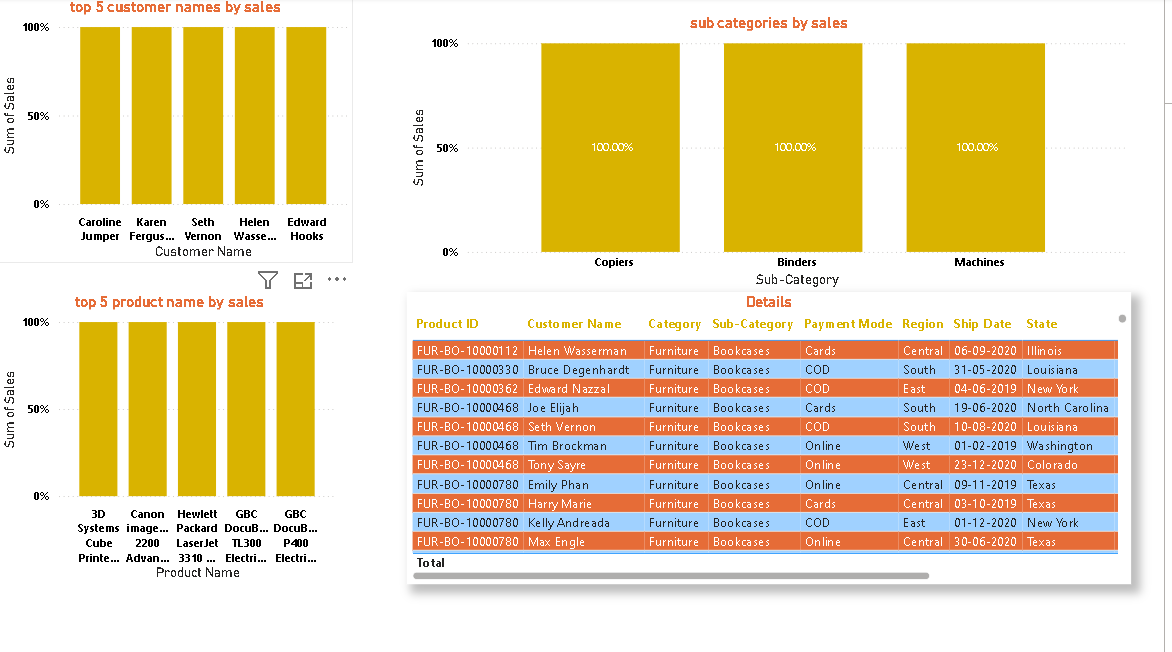 top 5 customer names by sales
100%
50%
0%
Sum of Sales
Caroline Jumper
Karen Fergus...
Seth Vernon
Helen Wasse...
Edward Hooks
Customer Name
sub categories by sales
100%
50%
0%
Sum of Sales
100.00% 100.00% 100.00%
Copiers Binders Machines
Sub-Category
top 5 product name by sales
100%
50%
0%
Sum of Sales
3D Systems Cube Printe...
Canon image... 2200 Advan...
Hewlett Packard LaserJet 3310 ...
GBC DocuB... TL300 Electri...
GBC DocuB... P400 Electri...
Product Name
Details
Product ID Customer Name Category Sub-Category Payment Mode Region Ship Date State
FUR-BO-10000112 Helen Wasserman Furniture Bookcases Cards Central 06-09-2020 Illinois
FUR-BO-10000330 Bruce Degenhardt Furniture Bookcases COD South 31-05-2020 Louisiana
FUR-BO-10000362 Edward Nazzal Furniture Bookcases COD East 04-06-2019 New York
FUR-BO-10000468 Joe Elijah Furniture Bookcases Cards South 19-06-2020 North Carolina
FUR-BO-10000468 Seth Vernon Furniture Bookcases COD South 10-08-2020 Louisiana
FUR-BO-10000468 Tim Brockman Furniture Bookcases Online West 01-02-2019 Washington
FUR-BO-10000468 Tony Sayre Furniture Bookcases Online West 23-12-2020 Colorado
FUR-BO-10000780 Emily Phan Furniture Bookcases Online Central 09-11-2019 Texas
FUR-BO-10000780 Harry Marie Furniture Bookcases Cards Central 03-10-2019 Texas
FUR-BO-10000780 Kelly Andreada Furniture Bookcases COD East 01-12-2020 New York
FUR-BO-10000780 Max Engle Furniture Bookcases Online Central 30-06-2020 Texas
Total